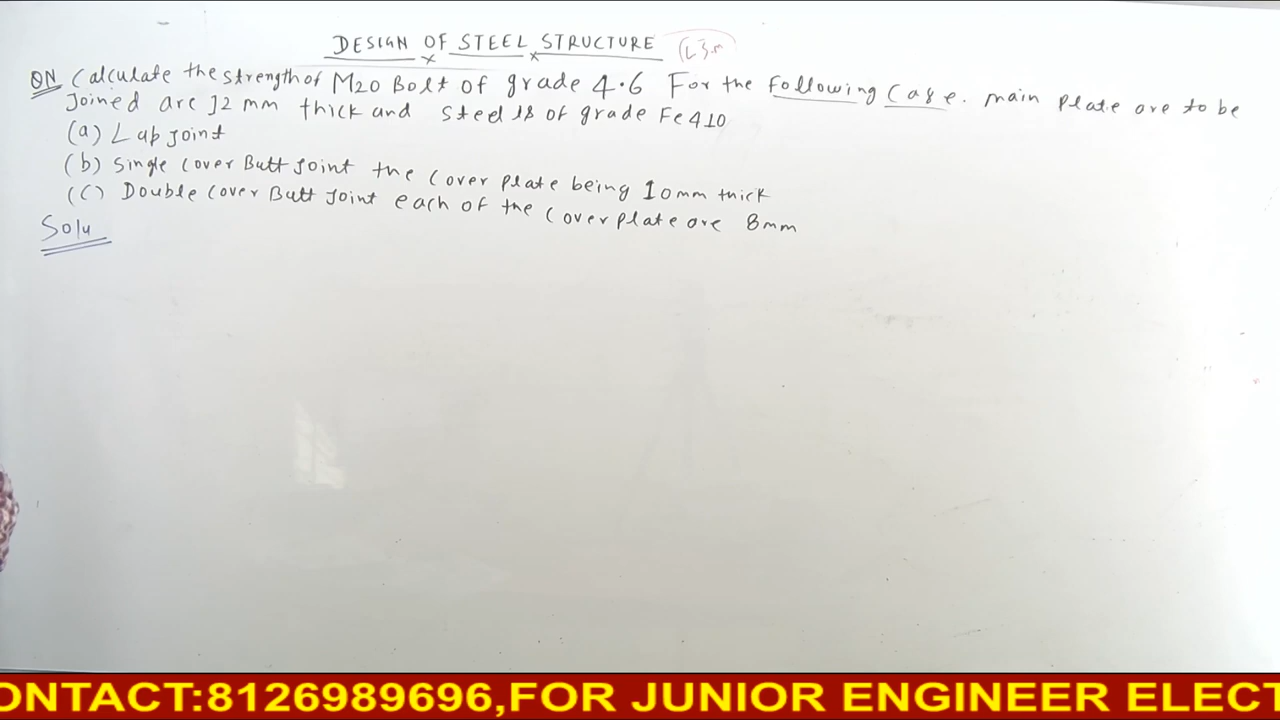 DESIGN OF STEEL STRUCTURE
QN Calculate the strength of M20 Bolt of grade 4.6 For the Following Case. main plate are to be
Joined are 12 mm thick and steel is of grade Fe 410
(a) Lap Joint
(b) Single Cover Butt Joint the Cover plate being 10mm thick
(C) Double Cover Butt Joint each of the Cover plate are 8mm
Solu
ONTACT:8126989696,FOR JUNIOR ENGINEER ELECT